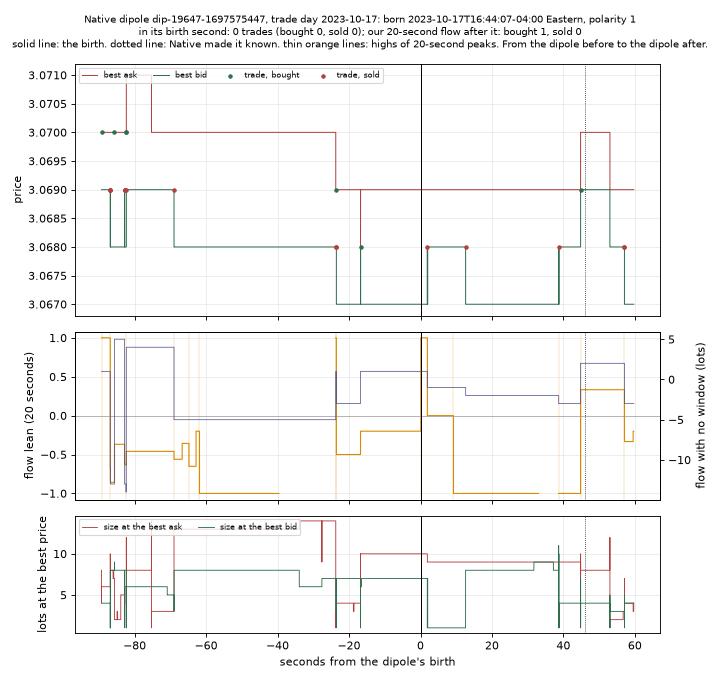 Native dipole dip-19647-1697575447, trade day 2023-10-17: born 2023-10-17T16:44:07-04:00 Eastern, polarity 1
in its birth second: 0 trades (bought 0, sold 0); our 20-second flow after it: bought 1, sold 0
solid line: the birth. dotted line: Native made it known. thin orange lines: highs of 20-second peaks. From the dipole before to the dipole after.
best ask
best bid
trade, bought
trade, sold
3.0710
3.0705
3.0700
3.0695
3.0690
3.0685
3.0680
3.0675
3.0670
price
1.0
0.5
0.0
−0.5
−1.0
flow lean (20 seconds)
5
0
−5
−10
flow with no window (lots)
size at the best ask
size at the best bid
10
5
lots at the best price
−80
−60
−40
−20
0
20
40
60
seconds from the dipole's birth